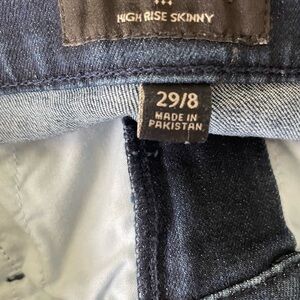 HIGH RISE SKINNY
29/8
MADE IN
PAKISTAN